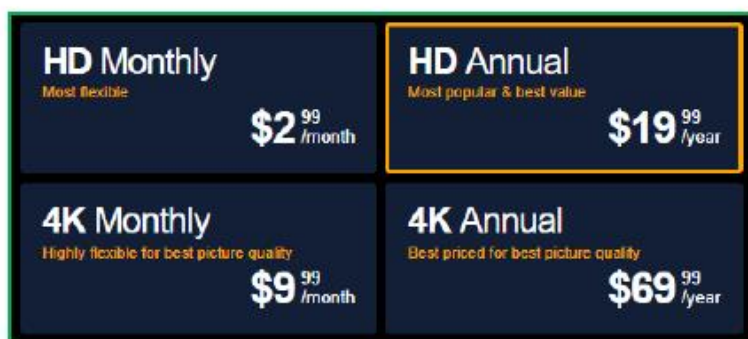 HD Monthly
Most flexible
$2 99 /month
HD Annual
Most popular & best value
$19 99 /year
4K Monthly
Highly flexible for best picture quality
$9 99 /month
4K Annual
Best priced for best picture quality
$69 99 /year